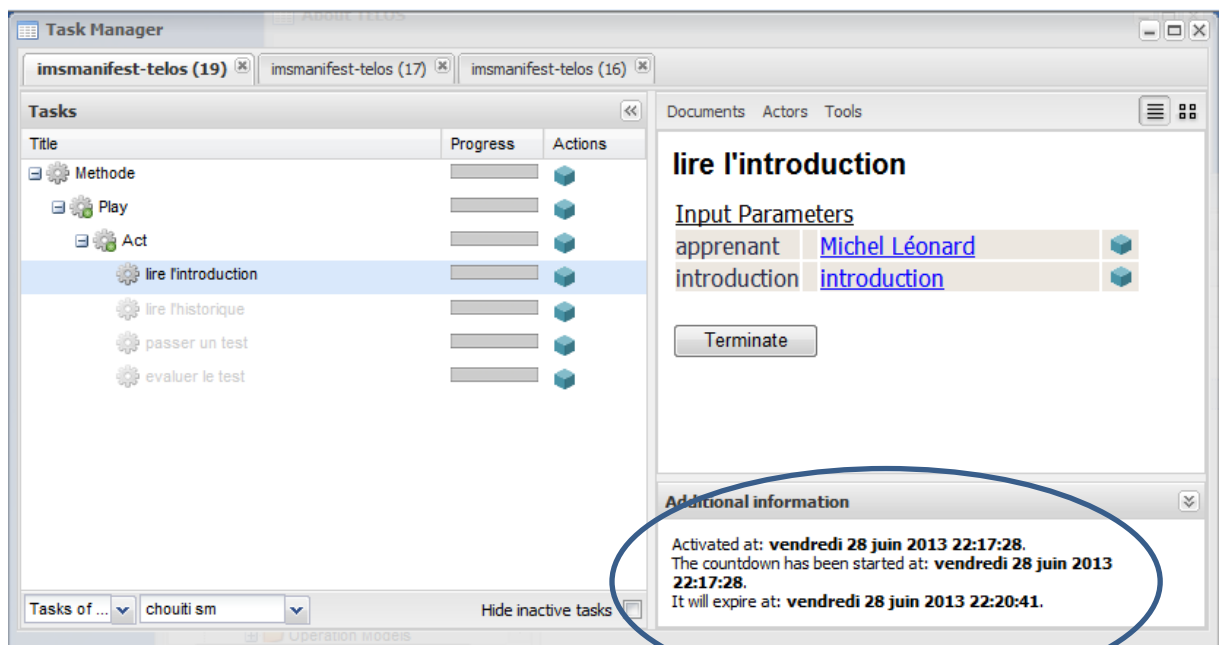 About TELOS
Task Manager
imsmanifest-telos (19) imsmanifest-telos (17) imsmanifest-telos (16)
Tasks
Title Progress Actions
Methode
Play
Act
lire l'introduction
lire l'historique
passer un test
evaluer le test
Tasks of ... chouiti sm Hide inactive tasks
Documents Actors Tools
lire l'introduction
Input Parameters
apprenant Michel Léonard
introduction introduction
Terminate
Additional information
Activated at: vendredi 28 juin 2013 22:17:28.
The countdown has been started at: vendredi 28 juin 2013
22:17:28.
It will expire at: vendredi 28 juin 2013 22:20:41.
Operation Models